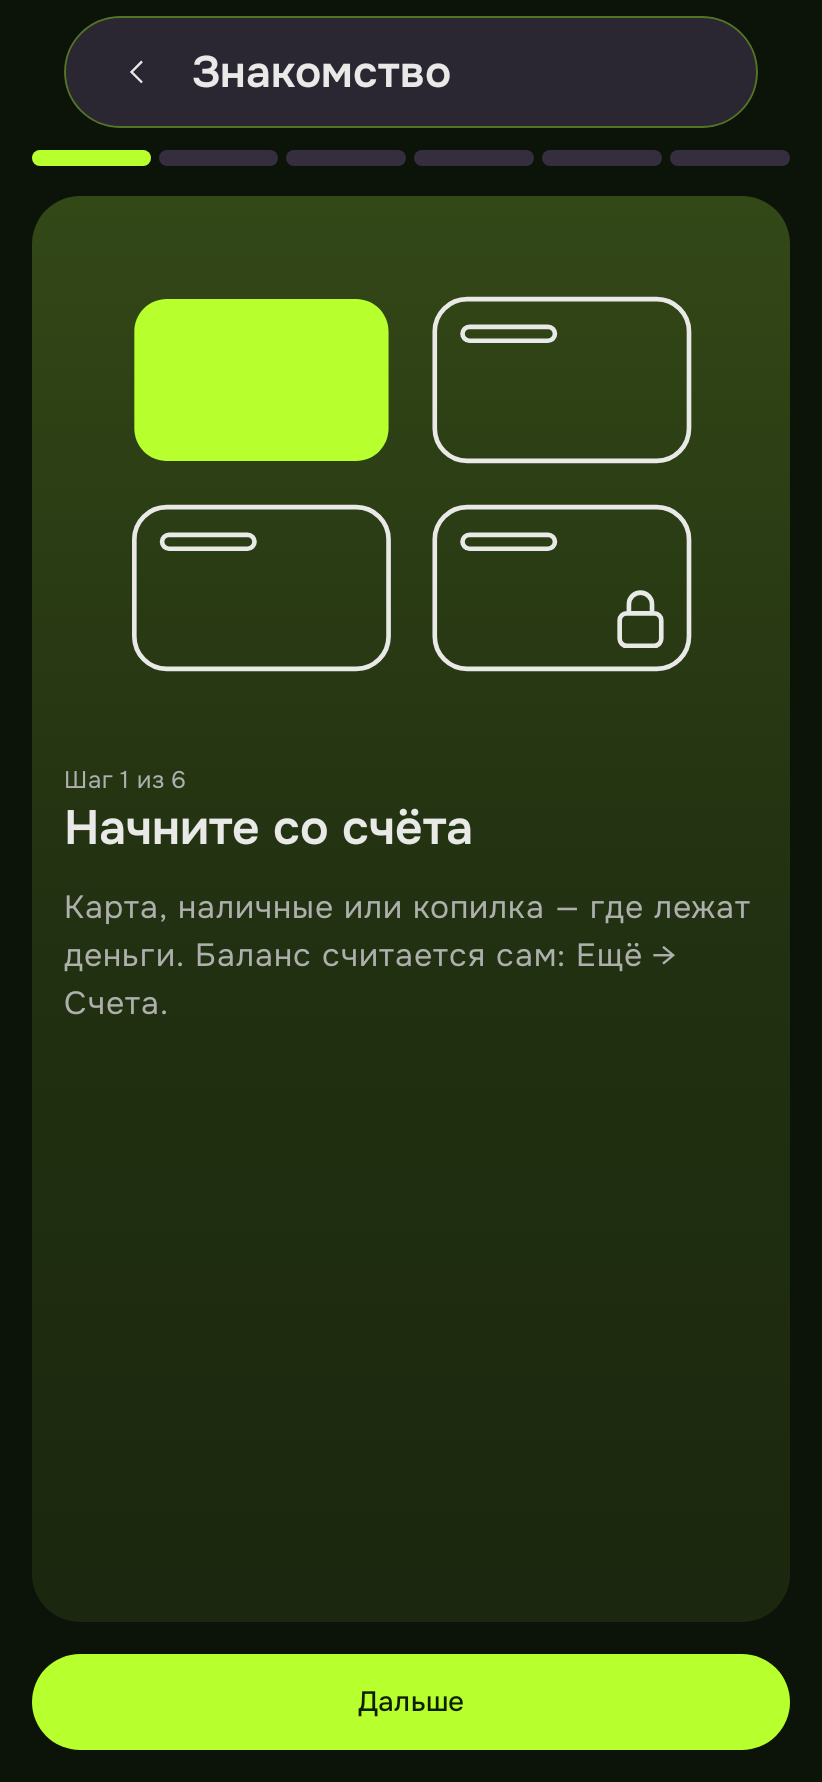 Знакомство
Шаг 1 из 6
Начните со счёта
Карта, наличные или копилка — где лежат
деньги. Баланс считается сам: Ещё →
Счета.
Дальше